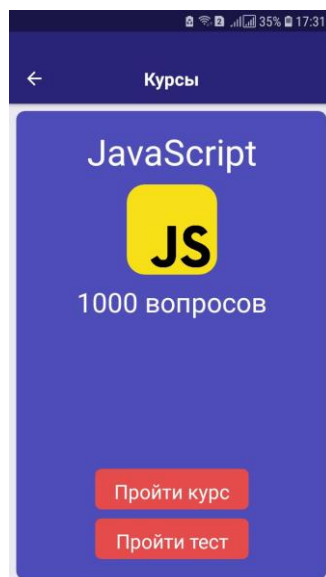 35% 17:31
Курсы
JavaScript
JS
1000 вопросов
Пройти курс
Пройти тест